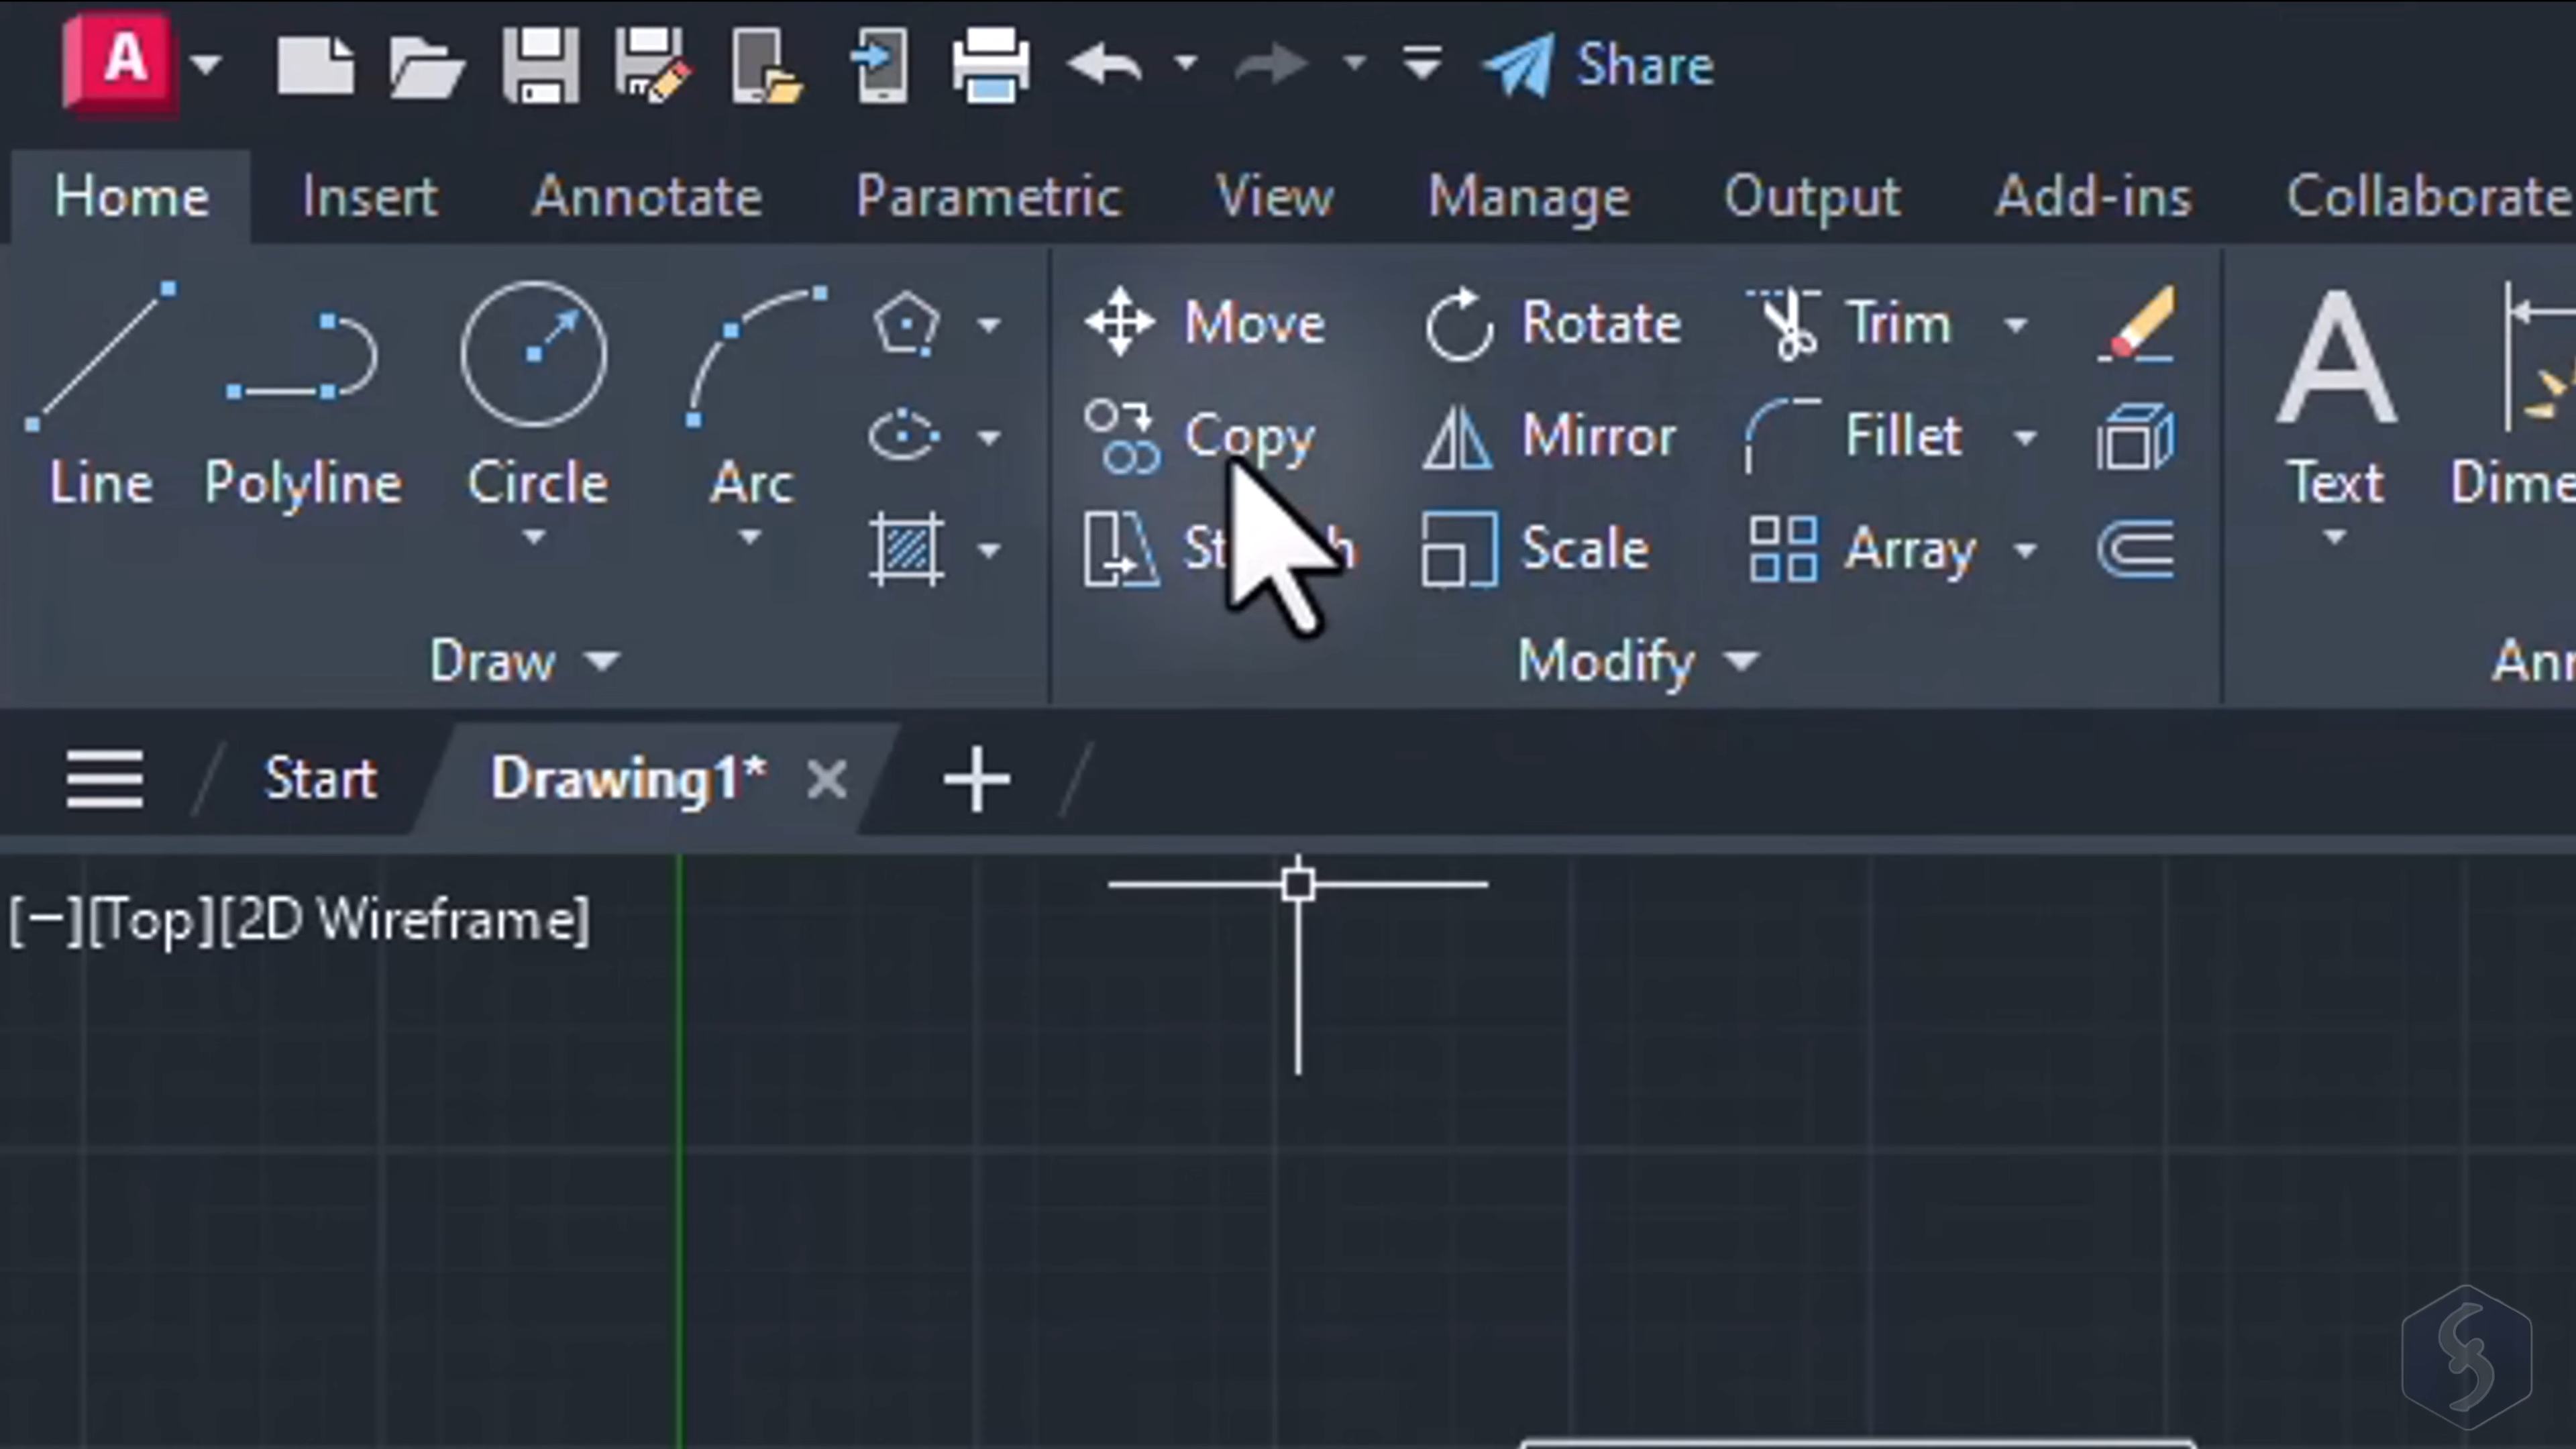 A
Share
Home Insert Annotate Parametric View Manage Output Add-ins Collaborate
Move Rotate Trim
Copy Mirror Fillet
Line Polyline Circle Arc Text
Scale Array
Draw Modify
Start Drawing1*
[−][Top][2D Wireframe]